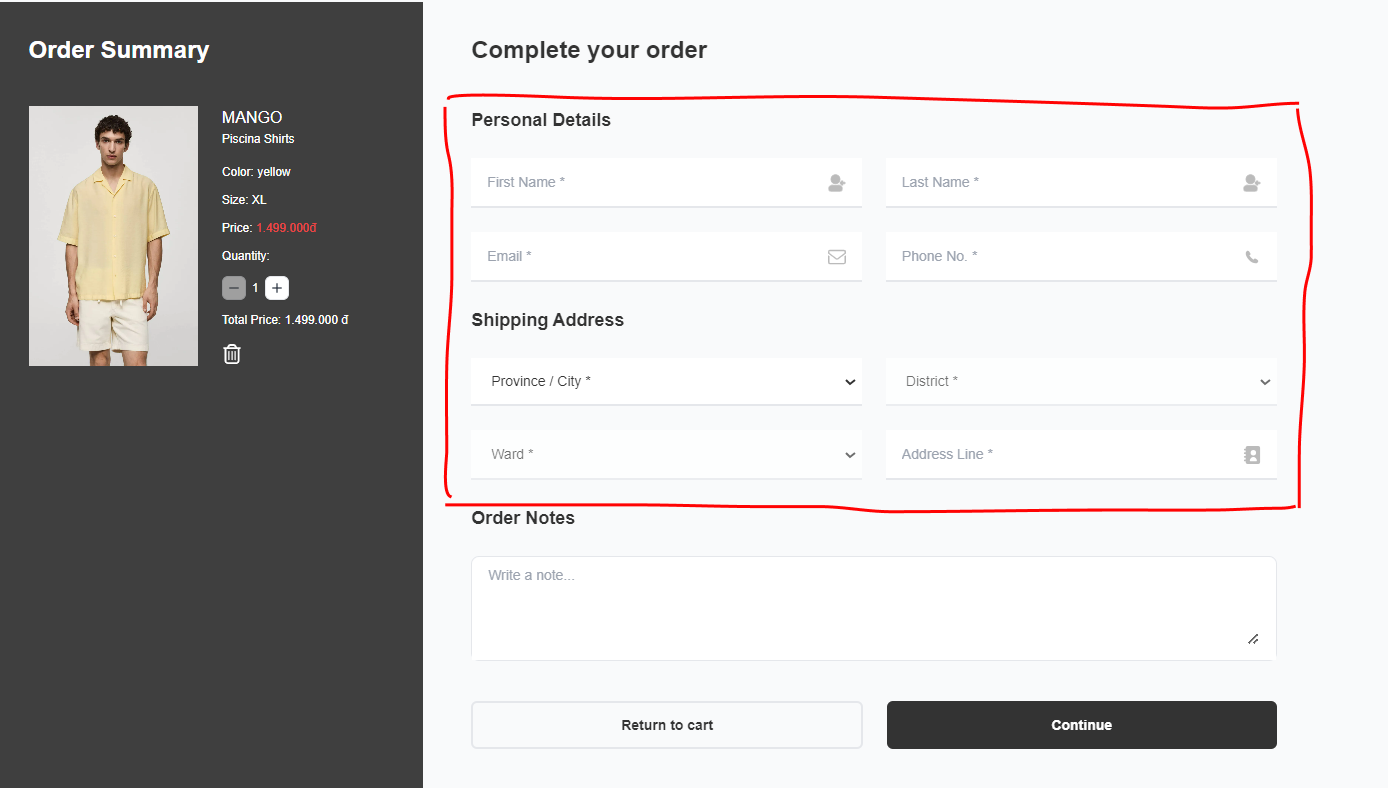 Order Summary
MANGO
Piscina Shirts
Color: yellow
Size: XL
Price: 1.499.000đ
Quantity:
1
Total Price: 1.499.000 đ
Complete your order
Personal Details
First Name *
Last Name *
Email *
Phone No. *
Shipping Address
Province / City *
District *
Ward *
Address Line *
Order Notes
Write a note...
Return to cart
Continue